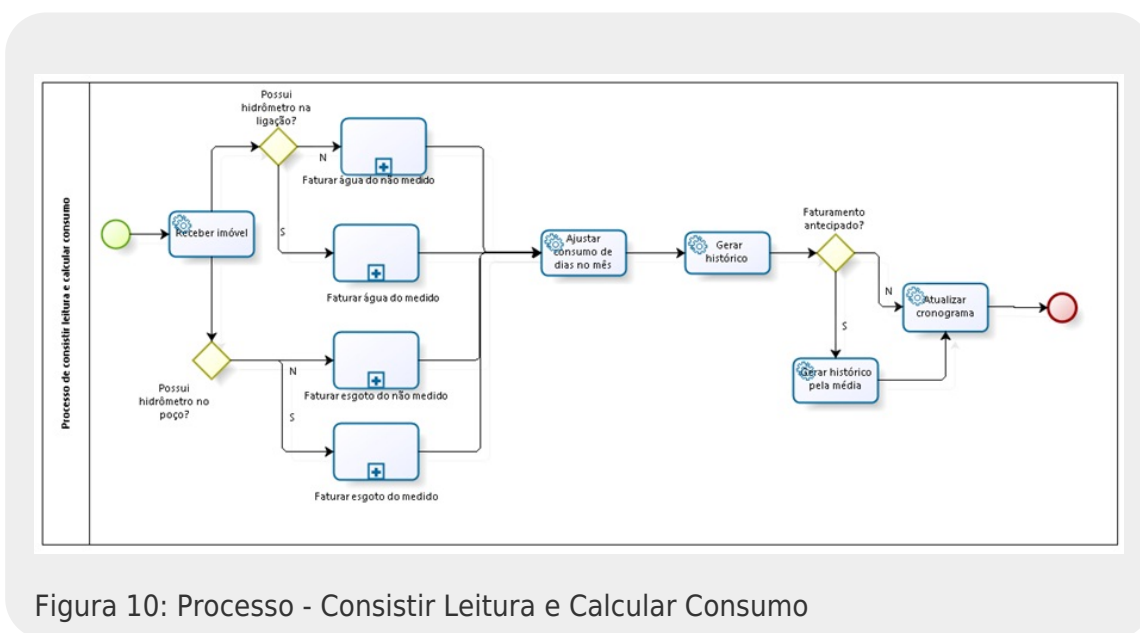 Processo de consistir leitura e calcular consumo
Possui
hidrômetro na
ligação?
N
Faturar água do não medido
Receber imóvel
S
Faturar água do medido
Possui
hidrômetro no
poço?
N
Faturar esgoto do não medido
S
Faturar esgoto do medido
Ajustar
consumo de
dias no mês
Gerar
histórico
Faturamento
antecipado?
N
Atualizar
cronograma
S
Gerar histórico
pela média
Figura 10: Processo - Consistir Leitura e Calcular Consumo